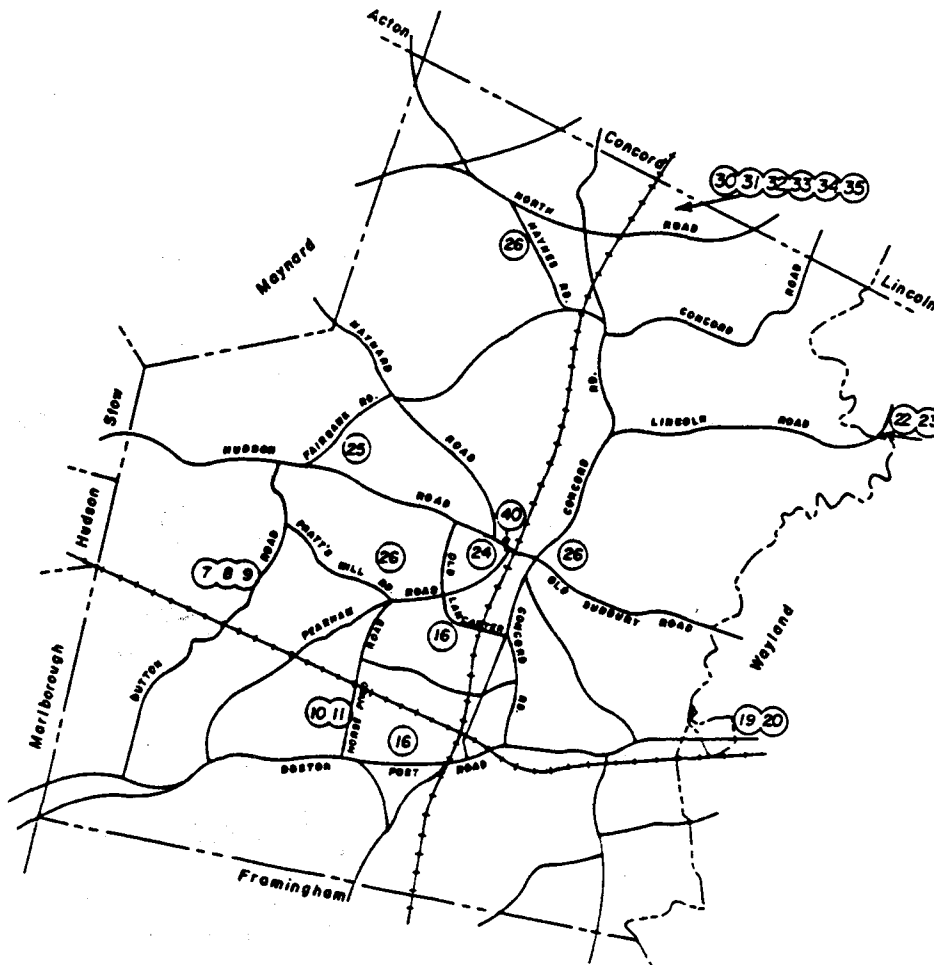 Acton
Concord
30 31 32 33 34 35
NORTH
ROAD
HAYNES
RD.
26
Maynard
ROAD
Lincoln
CONCORD
MAYNARD
RD.
Stow
FAIRBANK RD.
LINCOLN
ROAD
22 23
HUDSON
25
ROAD
ROAD
CONCORD
Hudson
40
PRATT'S
MILL RD.
ROAD
7 8 9
26
OLD
24
26
OLD
SUDBURY ROAD
ROAD
PEAKHAM
LANCASTER
CONCORD
RD.
Wayland
16
ROAD
DUTTON
Marlborough
10 11
HORSE POND
16
19 20
BOSTON
POST
ROAD
Framingham